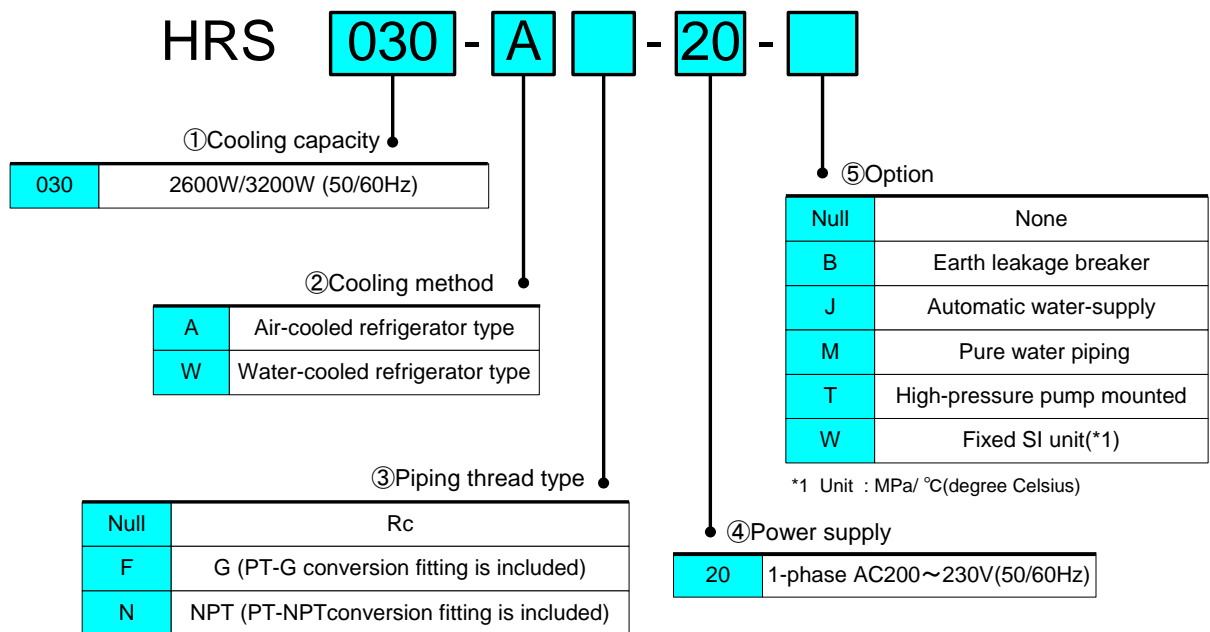 HRS 030 - A - 20 -
①Cooling capacity
030 2600W/3200W (50/60Hz)
⑤Option
Null None
B Earth leakage breaker
J Automatic water-supply
M Pure water piping
T High-pressure pump mounted
W Fixed SI unit(*1)
*1 Unit : MPa/ ℃(degree Celsius)
②Cooling method
A Air-cooled refrigerator type
W Water-cooled refrigerator type
③Piping thread type
Null Rc
F G (PT-G conversion fitting is included)
N NPT (PT-NPTconversion fitting is included)
④Power supply
20 1-phase AC200～230V(50/60Hz)